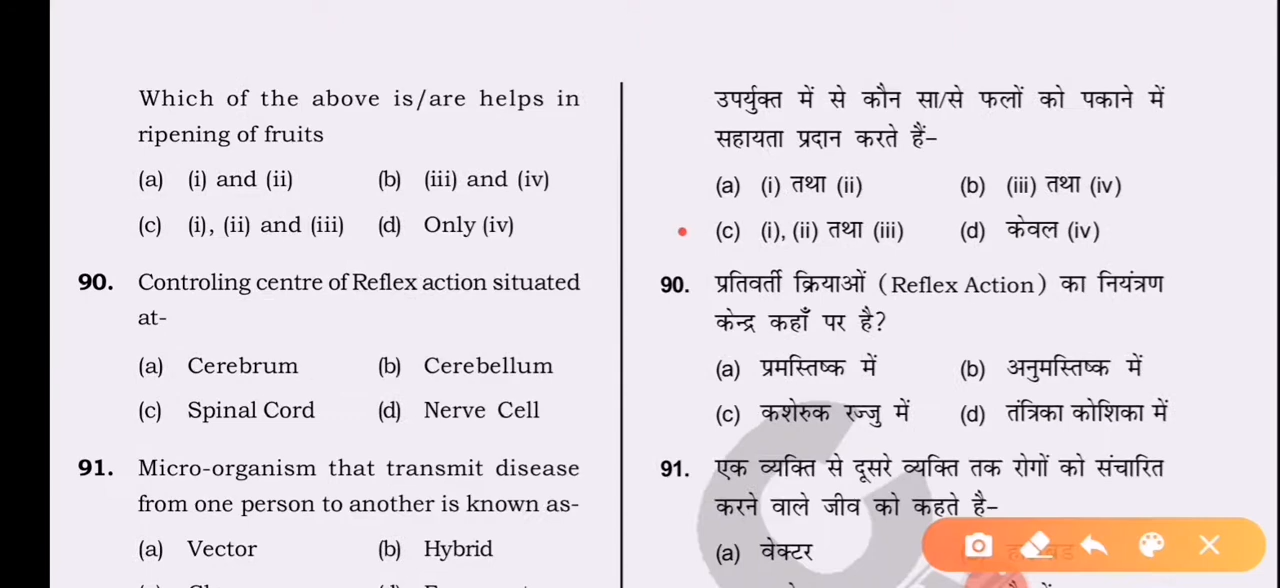 Which of the above is/are helps in
ripening of fruits
(a) (i) and (ii) (b) (iii) and (iv)
(c) (i), (ii) and (iii) (d) Only (iv)
90. Controling centre of Reflex action situated
at-
(a) Cerebrum (b) Cerebellum
(c) Spinal Cord (d) Nerve Cell
91. Micro-organism that transmit disease
from one person to another is known as-
(a) Vector (b) Hybrid
उपर्युक्त में से कौन सा/से फलों को पकाने में
सहायता प्रदान करते हैं-
(a) (i) तथा (ii) (b) (iii) तथा (iv)
(c) (i), (ii) तथा (iii) (d) केवल (iv)
90. प्रतिवर्ती क्रियाओं (Reflex Action) का नियंत्रण
केन्द्र कहाँ पर है?
(a) प्रमस्तिष्क में (b) अनुमस्तिष्क में
(c) कशेरुक रज्जु में (d) तंत्रिका कोशिका में
91. एक व्यक्ति से दूसरे व्यक्ति तक रोगों को संचारित
करने वाले जीव को कहते है-
(a) वेक्टर